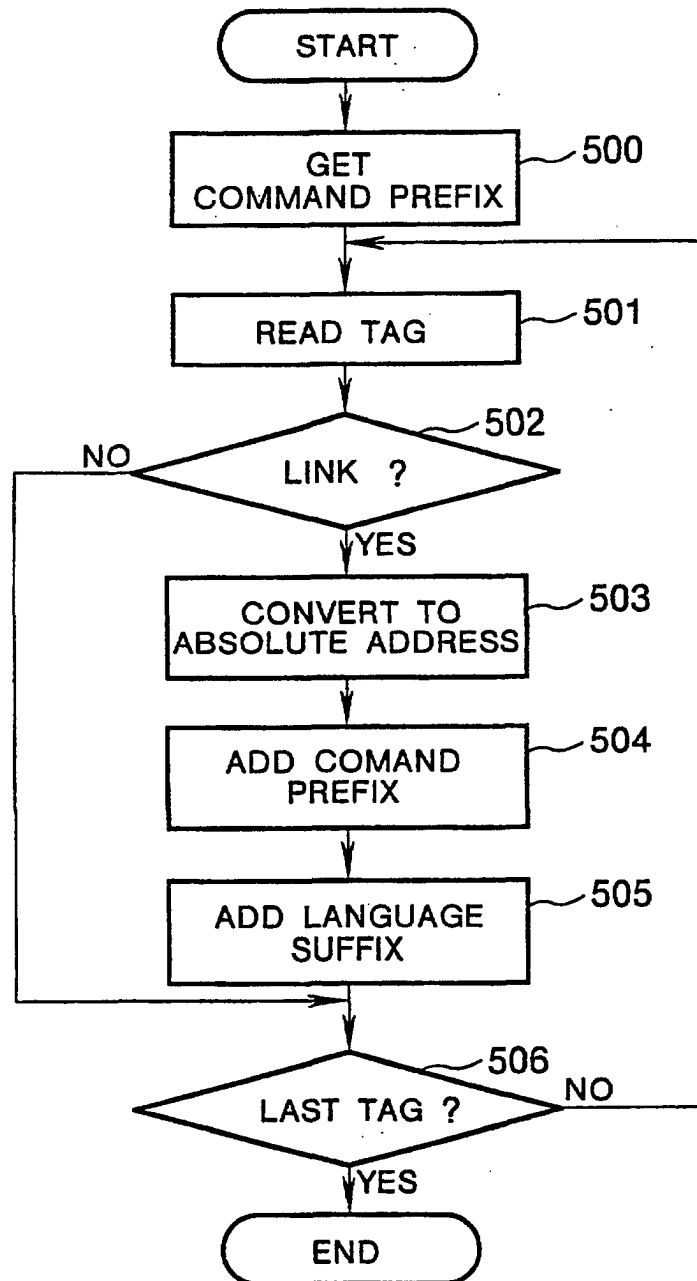 START
GET
COMMAND PREFIX
500
READ TAG
501
502
NO
LINK ?
YES
CONVERT TO
ABSOLUTE ADDRESS
503
ADD COMAND
PREFIX
504
ADD LANGUAGE
SUFFIX
505
506
LAST TAG ?
NO
YES
END